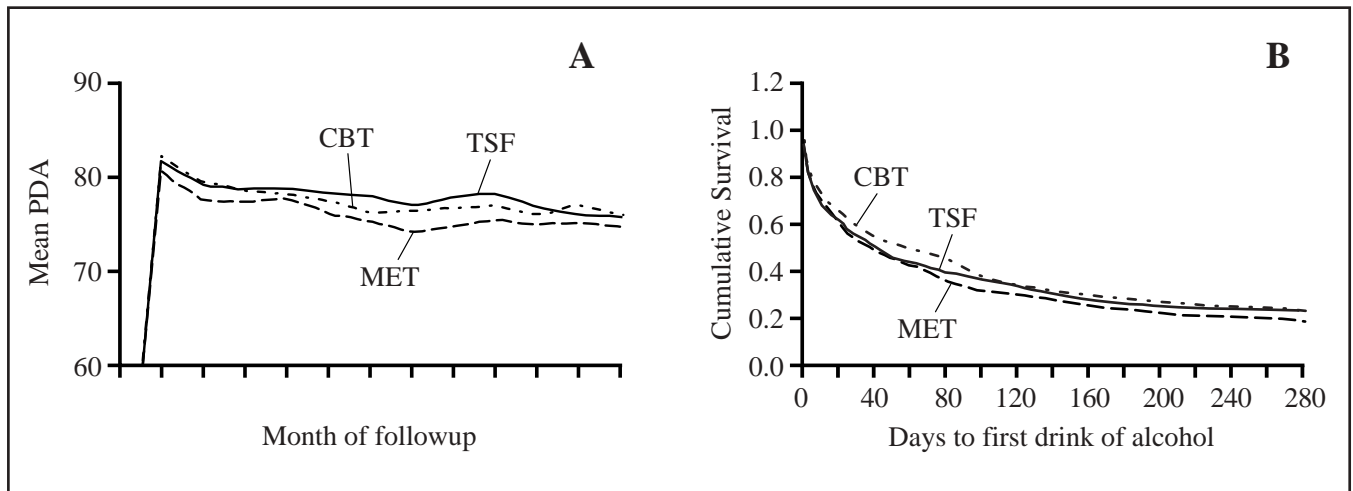 A
90
80
70
60
Mean PDA
CBT
TSF
MET
Month of followup
B
1.2
1.0
0.8
0.6
0.4
0.2
0.0
Cumulative Survival
CBT
TSF
MET
0 40 80 120 160 200 240 280
Days to first drink of alcohol